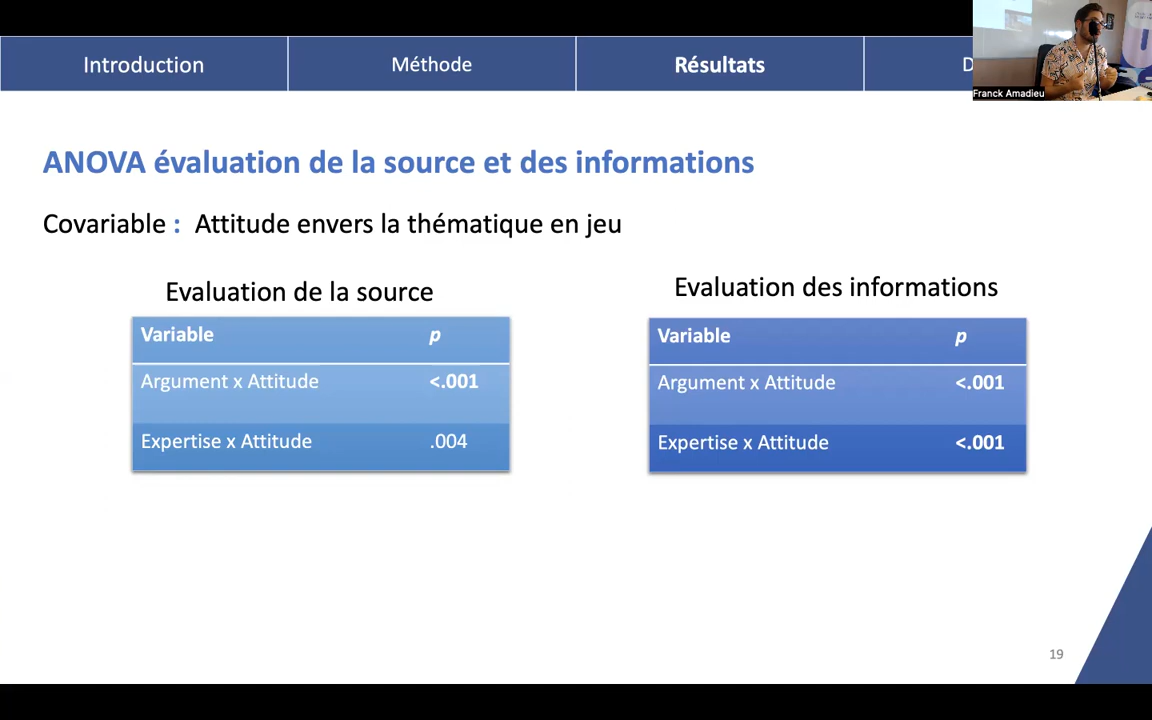 Introduction
Méthode
Résultats
D
Franck Amadieu
ANOVA évaluation de la source et des informations
Covariable : Attitude envers la thématique en jeu
Evaluation de la source
Variable p
Argument x Attitude <.001
Expertise x Attitude .004
Evaluation des informations
Variable p
Argument x Attitude <.001
Expertise x Attitude <.001
19